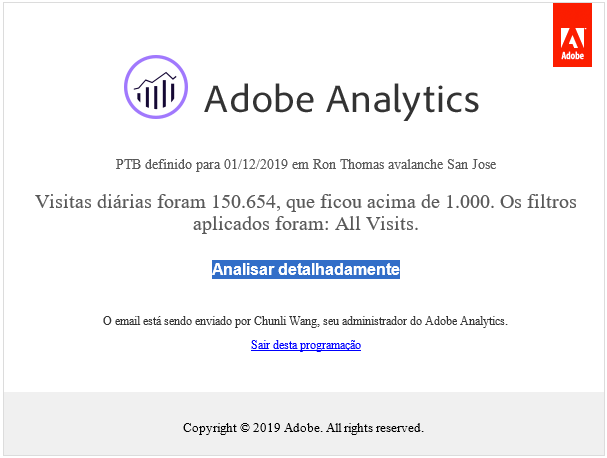 Adobe
Adobe Analytics
PTB definido para 01/12/2019 em Ron Thomas avalanche San Jose
Visitas diárias foram 150.654, que ficou acima de 1.000. Os filtros
aplicados foram: All Visits.
Analisar detalhadamente
O email está sendo enviado por Chunli Wang, seu administrador do Adobe Analytics.
Sair desta programação
Copyright © 2019 Adobe. All rights reserved.